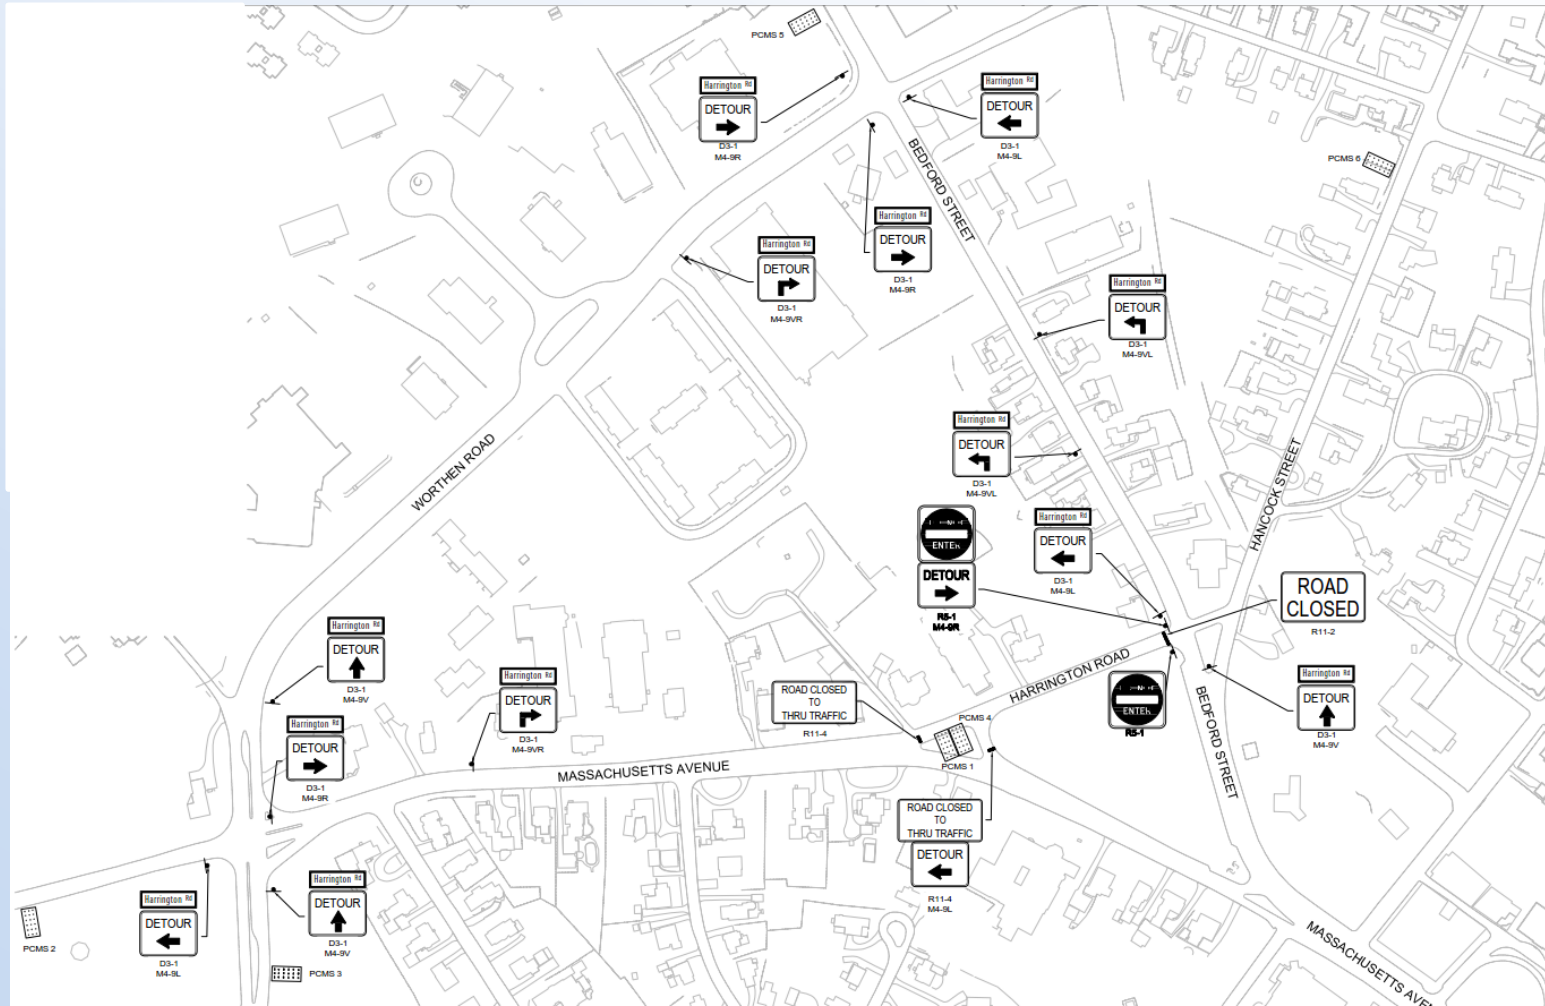 PCMS 5
Harrington Rd
DETOUR
D3-1
M4-9R
Harrington Rd
DETOUR
D3-1
M4-9L
BEDFORD STREET
PCMS 6
Harrington Rd
DETOUR
D3-1
M4-9R
Harrington Rd
DETOUR
D3-1
M4-9VR
Harrington Rd
DETOUR
D3-1
M4-9VL
Harrington Rd
DETOUR
D3-1
M4-9VL
WORTHEN ROAD
HANCOCK STREET
ENTER
DETOUR
R5-1
M4-9R
Harrington Rd
DETOUR
D3-1
M4-9L
ROAD
CLOSED
R11-2
Harrington Rd
DETOUR
D3-1
M4-9V
HARRINGTON ROAD
Harrington Rd
DETOUR
D3-1
M4-9VR
ROAD CLOSED
TO
THRU TRAFFIC
R11-4
ENTER
R5-1
BEDFORD STREET
Harrington Rd
DETOUR
D3-1
M4-9V
Harrington Rd
DETOUR
D3-1
M4-9R
PCMS 4
PCMS 1
MASSACHUSETTS AVENUE
ROAD CLOSED
TO
THRU TRAFFIC
DETOUR
R11-4
M4-9L
Harrington Rd
DETOUR
D3-1
M4-9L
Harrington Rd
DETOUR
D3-1
M4-9V
PCMS 2
PCMS 3
MASSACHUSETTS AVEN